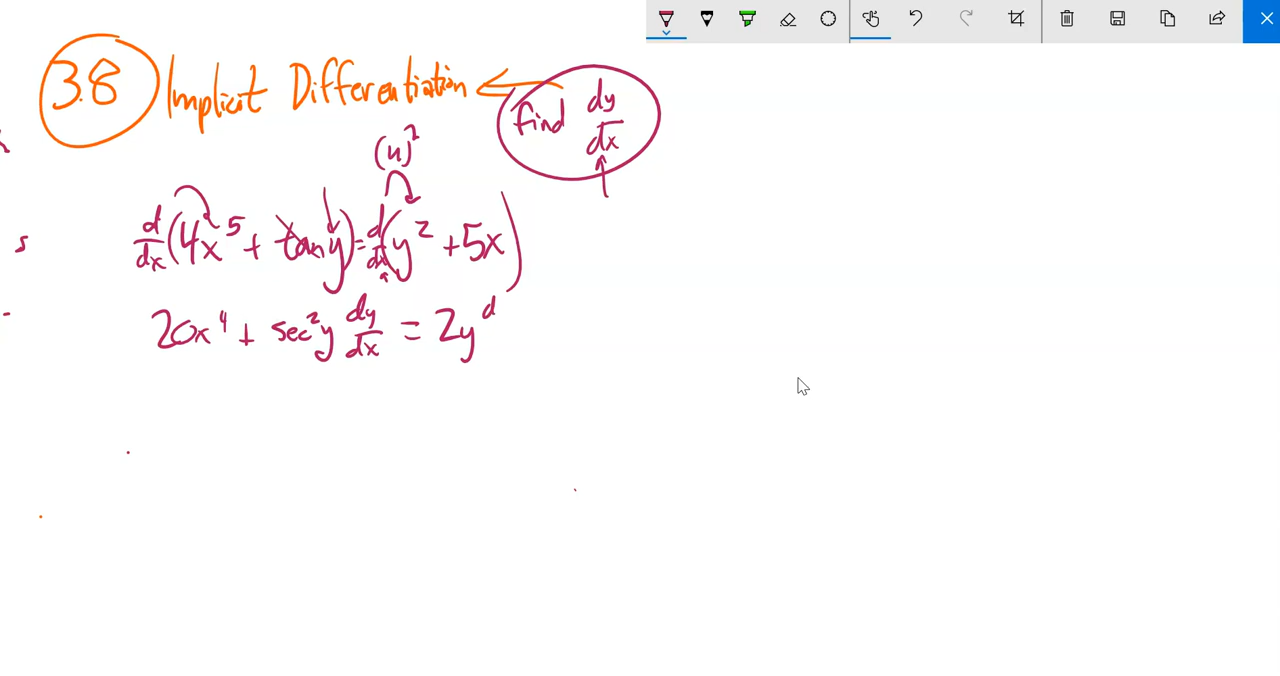 3.8 Implicit Differentiation ← find dy/dx
(u)²
d/dx(4x⁵ + tan y) = d/dx(y² + 5x)
20x⁴ + sec²y dy/dx = 2y d
s